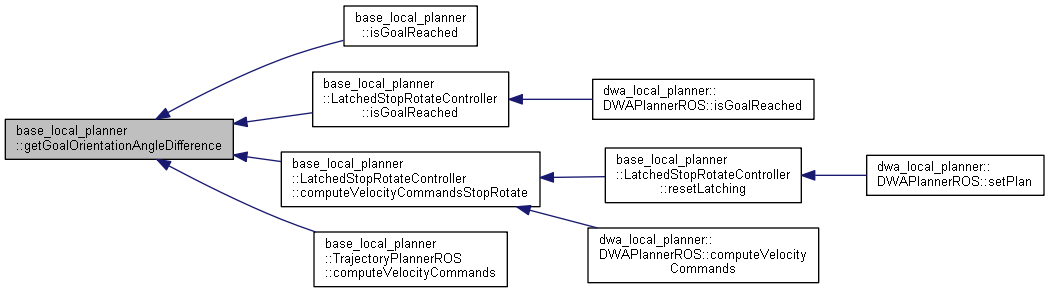 base_local_planner
::isGoalReached
base_local_planner
::LatchedStopRotateController
::isGoalReached
dwa_local_planner::
DWAPlannerROS::isGoalReached
base_local_planner
::getGoalOrientationAngleDifference
base_local_planner
::LatchedStopRotateController
::computeVelocityCommandsStopRotate
base_local_planner
::LatchedStopRotateController
::resetLatching
dwa_local_planner::
DWAPlannerROS::setPlan
base_local_planner
::TrajectoryPlannerROS
::computeVelocityCommands
dwa_local_planner::
DWAPlannerROS::computeVelocity
Commands